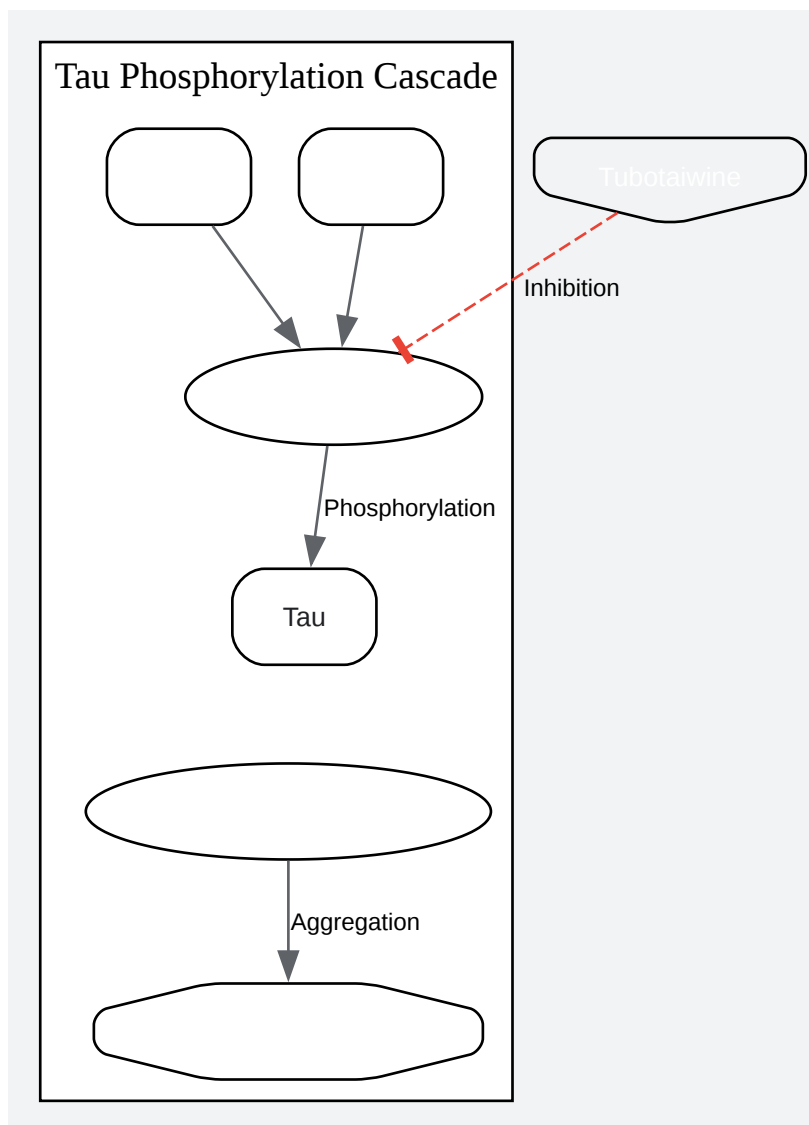 Tau Phosphorylation Cascade
Tubotaiwine
Inhibition
Phosphorylation
Tau
Aggregation